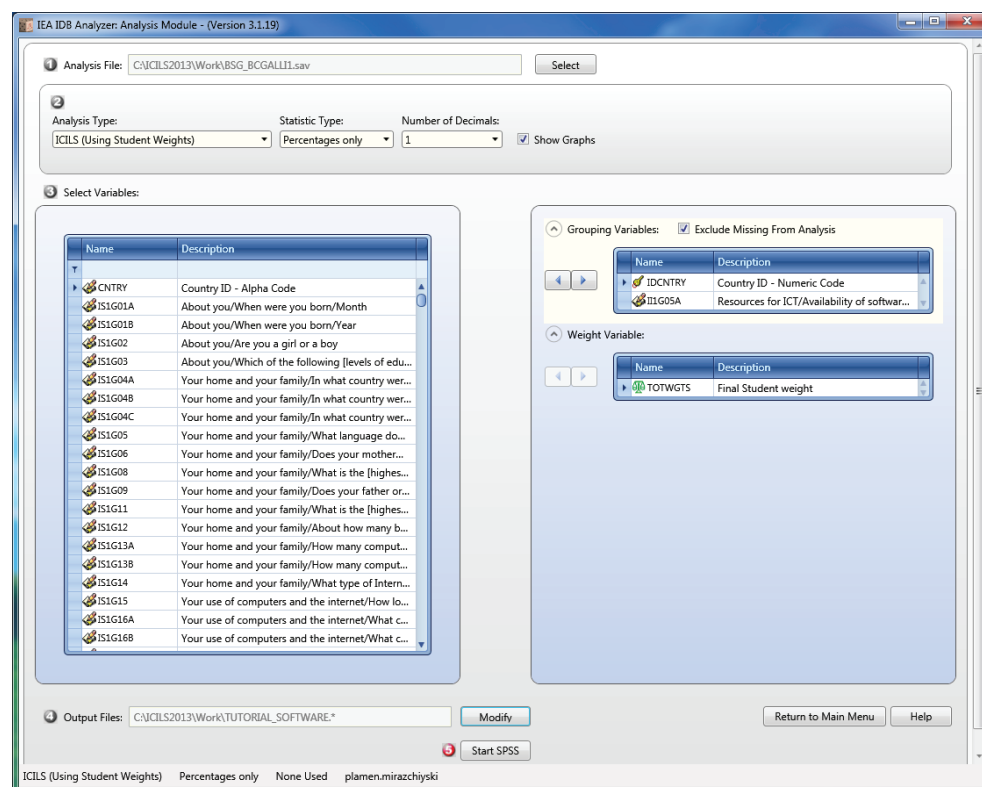 IEA IDB Analyzer: Analysis Module - (Version 3.1.19)
1 Analysis File: C:\ICILS2013\Work\BSG_BCGALLI1.sav Select
2
Analysis Type: Statistic Type: Number of Decimals:
ICILS (Using Student Weights) Percentages only 1 Show Graphs
3 Select Variables:
Name Description
CNTRY Country ID - Alpha Code
IS1G01A About you/When were you born/Month
IS1G01B About you/When were you born/Year
IS1G02 About you/Are you a girl or a boy
IS1G03 About you/Which of the following [levels of edu...
IS1G04A Your home and your family/In what country wer...
IS1G04B Your home and your family/In what country wer...
IS1G04C Your home and your family/In what country wer...
IS1G05 Your home and your family/What language do...
IS1G06 Your home and your family/Does your mother...
IS1G08 Your home and your family/What is the [highes...
IS1G09 Your home and your family/Does your father or...
IS1G11 Your home and your family/What is the [highes...
IS1G12 Your home and your family/About how many b...
IS1G13A Your home and your family/How many comput...
IS1G13B Your home and your family/How many comput...
IS1G14 Your home and your family/What type of Intern...
IS1G15 Your use of computers and the internet/How lo...
IS1G16A Your use of computers and the internet/What c...
IS1G16B Your use of computers and the internet/What c...
Grouping Variables: Exclude Missing From Analysis
Name Description
IDCNTRY Country ID - Numeric Code
II1G05A Resources for ICT/Availability of softwar...
Weight Variable:
Name Description
TOTWGTS Final Student weight
4 Output Files: C:\ICILS2013\Work\TUTORIAL_SOFTWARE.* Modify Return to Main Menu Help
5 Start SPSS
ICILS (Using Student Weights) Percentages only None Used plamen.mirazchiyski